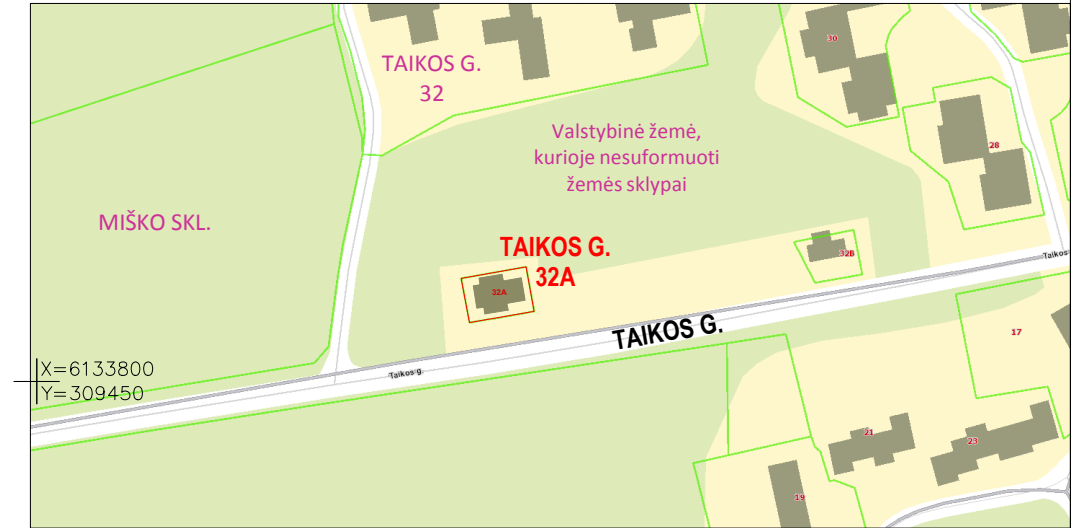 TAIKOS G.
32
30
Valstybinė žemė,
kurioje nesuformuoti
žemės sklypai
28
MIŠKO SKL.
TAIKOS G.
32A
32B
Taikos
32A
17
TAIKOS G.
X=6133800
Y=309450
Taikos g.
21
23
19